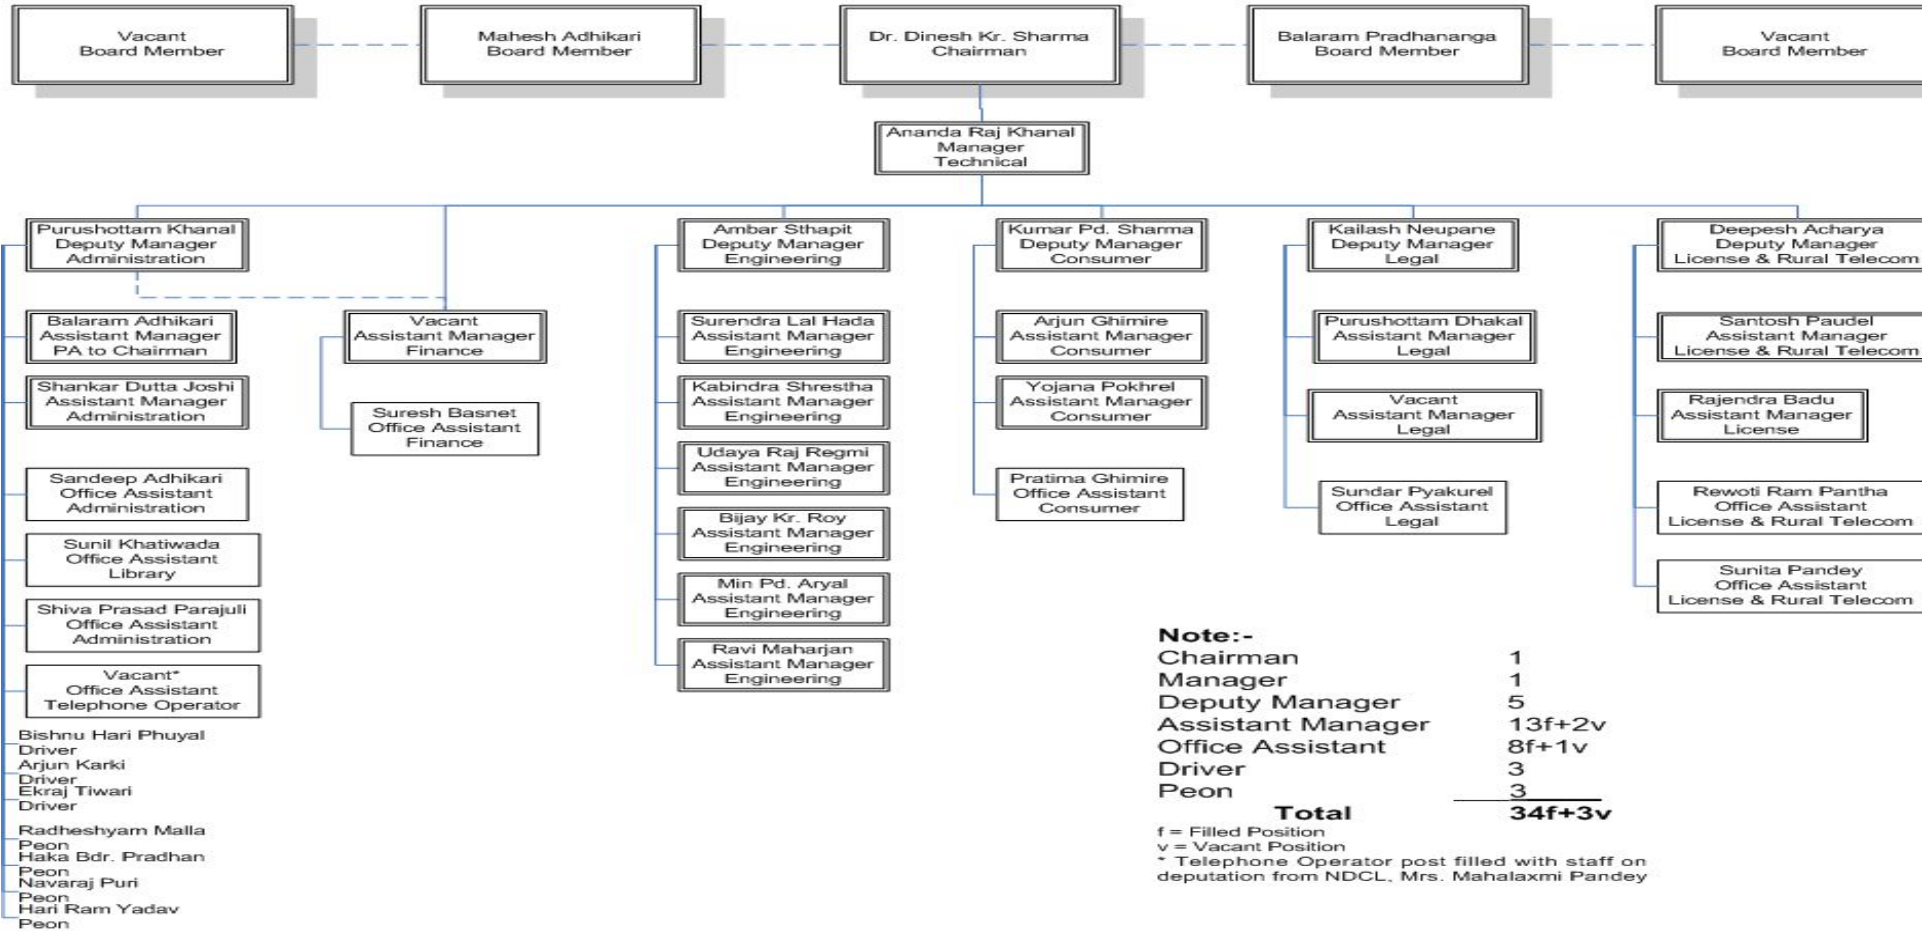 Vacant
Board Member
Mahesh Adhikari
Board Member
Dr. Dinesh Kr. Sharma
Chairman
Balaram Pradhananga
Board Member
Vacant
Board Member
Ananda Raj Khanal
Manager
Technical
Purushottam Khanal
Deputy Manager
Administration
Balaram Adhikari
Assistant Manager
PA to Chairman
Shankar Dutta Joshi
Assistant Manager
Administration
Sandeep Adhikari
Office Assistant
Administration
Sunil Khatiwada
Office Assistant
Library
Shiva Prasad Parajuli
Office Assistant
Administration
Vacant*
Office Assistant
Telephone Operator
Bishnu Hari Phuyal
Driver
Arjun Karki
Driver
Ekraj Tiwari
Driver
Radheshyam Malla
Peon
Haka Bdr. Pradhan
Peon
Navaraj Puri
Peon
Hari Ram Yadav
Peon
Vacant
Assistant Manager
Finance
Suresh Basnet
Office Assistant
Finance
Ambar Sthapit
Deputy Manager
Engineering
Surendra Lal Hada
Assistant Manager
Engineering
Kabindra Shrestha
Assistant Manager
Engineering
Udaya Raj Regmi
Assistant Manager
Engineering
Bijay Kr. Roy
Assistant Manager
Engineering
Min Pd. Aryal
Assistant Manager
Engineering
Ravi Maharjan
Assistant Manager
Engineering
Kumar Pd. Sharma
Deputy Manager
Consumer
Arjun Ghimire
Assistant Manager
Consumer
Yojana Pokhrel
Assistant Manager
Consumer
Pratima Ghimire
Office Assistant
Consumer
Kailash Neupane
Deputy Manager
Legal
Purushottam Dhakal
Assistant Manager
Legal
Vacant
Assistant Manager
Legal
Sundar Pyakurel
Office Assistant
Legal
Deepesh Acharya
Deputy Manager
License & Rural Telecom
Santosh Paudel
Assistant Manager
License & Rural Telecom
Rajendra Badu
Assistant Manager
License
Rewoti Ram Pantha
Office Assistant
License & Rural Telecom
Sunita Pandey
Office Assistant
License & Rural Telecom
Note:-
Chairman 1
Manager 1
Deputy Manager 5
Assistant Manager 13f+2v
Office Assistant 8f+1v
Driver 3
Peon 3
Total 34f+3v
f = Filled Position
v = Vacant Position
* Telephone Operator post filled with staff on
deputation from NDCL, Mrs. Mahalaxmi Pandey